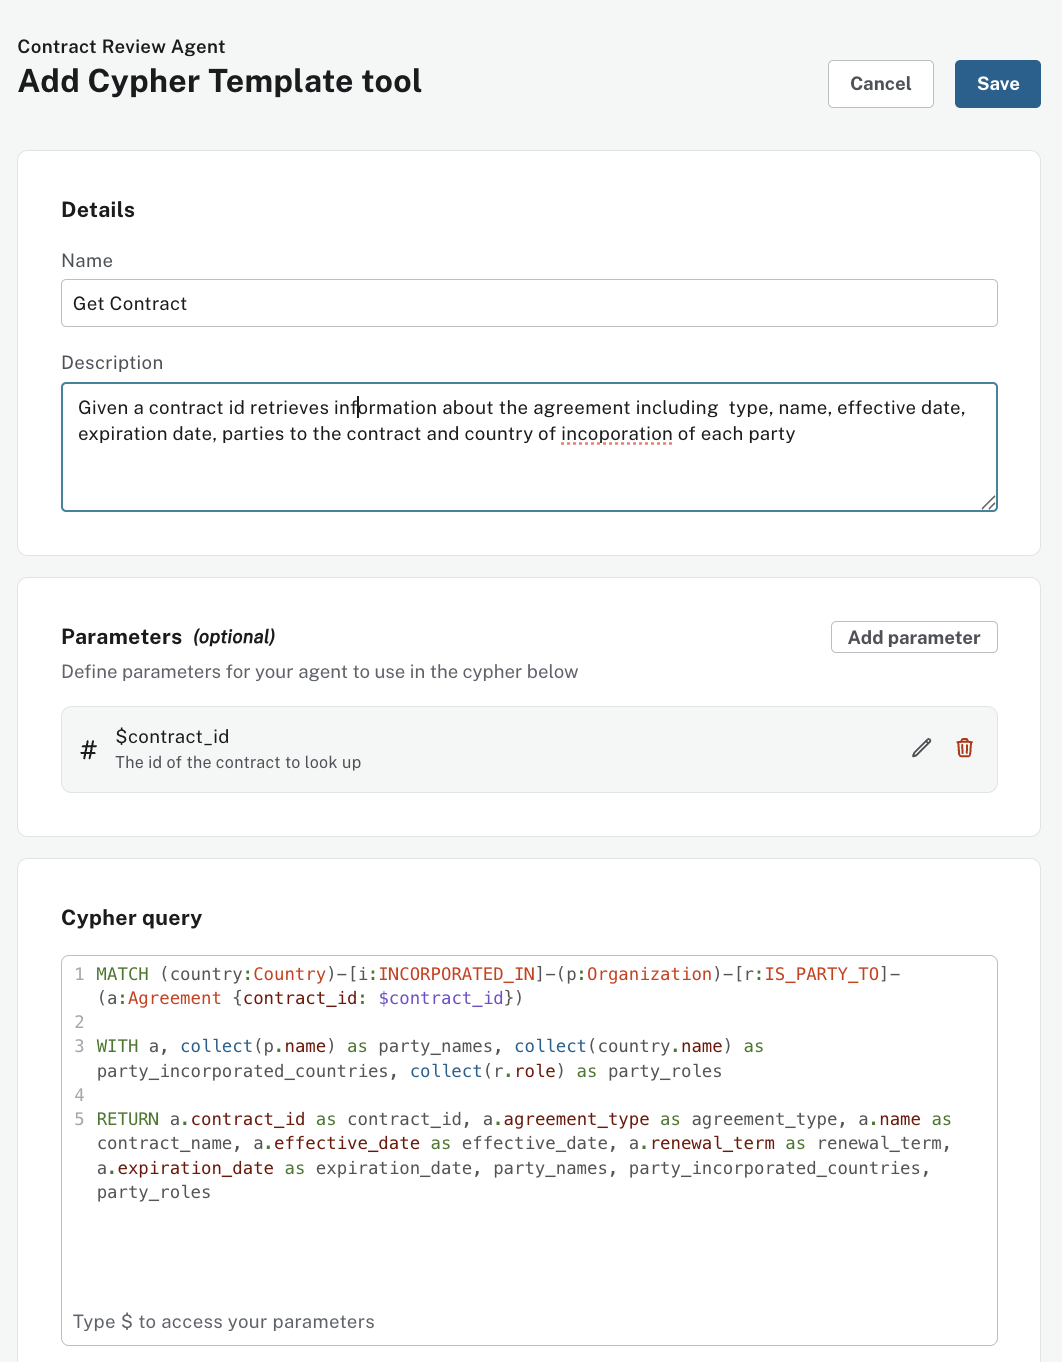 Contract Review Agent
Add Cypher Template tool
Cancel
Save
Details
Name
Get Contract
Description
Given a contract id retrieves information about the agreement including  type, name, effective date,
expiration date, parties to the contract and country of incoporation of each party
Parameters (optional)
Add parameter
Define parameters for your agent to use in the cypher below
# $contract_id
The id of the contract to look up
Cypher query
1 MATCH (country:Country)-[i:INCORPORATED_IN]-(p:Organization)-[r:IS_PARTY_TO]-
(a:Agreement {contract_id: $contract_id})
2
3 WITH a, collect(p.name) as party_names, collect(country.name) as
party_incorporated_countries, collect(r.role) as party_roles
4
5 RETURN a.contract_id as contract_id, a.agreement_type as agreement_type, a.name as
contract_name, a.effective_date as effective_date, a.renewal_term as renewal_term,
a.expiration_date as expiration_date, party_names, party_incorporated_countries,
party_roles
Type $ to access your parameters